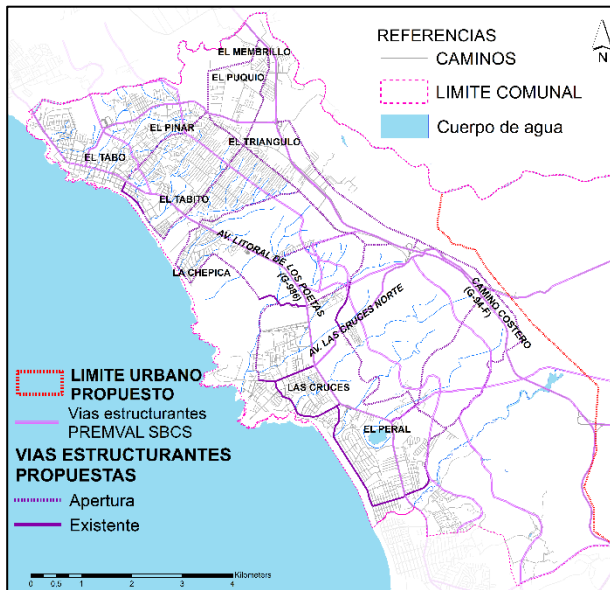 EL MEMBRILLO
EL PUQUIO
EL PINAR
EL TRIANGULO
EL TABO
EL TABITO
AV. LITORAL DE LOS POETAS
(G-986)
LA CHEPICA
CAMINO COSTERO
(G-94-F)
AV. LAS CRUCES NORTE
LAS CRUCES
EL PERAL
REFERENCIAS
CAMINOS
LIMITE COMUNAL
Cuerpo de agua
N
LIMITE URBANO
PROPUESTO
Vias estructurantes
PREMVAL SBCS
VIAS ESTRUCTURANTES
PROPUESTAS
Apertura
Existente
Kilometers
0 0,5 1 2 3 4